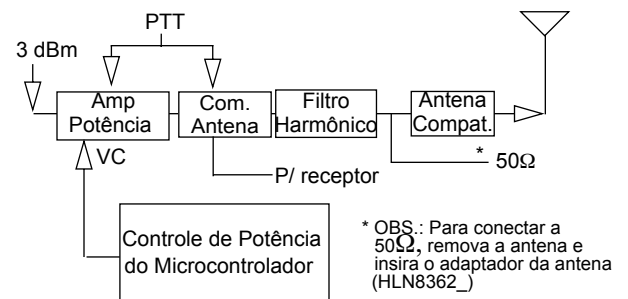 PTT
3 dBm
Amp
Potência
Com.
Antena
Filtro
Harmônico
Antena
Compat.
VC
* 50Ω
P/ receptor
Controle de Potência
do Microcontrolador
* OBS.: Para conectar a
50Ω, remova a antena e
insira o adaptador da antena
(HLN8362_)